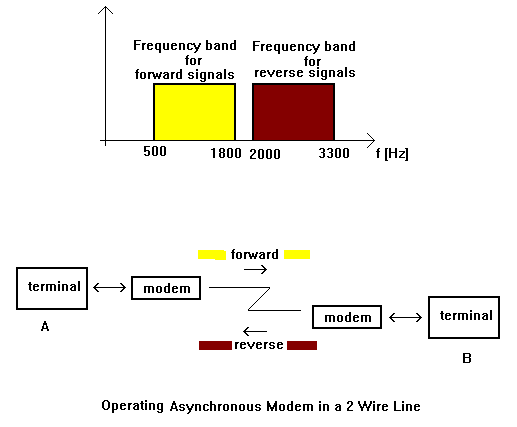 Frequency band
for
forward signals
Frequency band
for
reverse signals
500
1800
2000
3300
f [Hz]
forward
terminal
modem
A
modem
terminal
B
reverse
Operating Asynchronous Modem in a 2 Wire Line